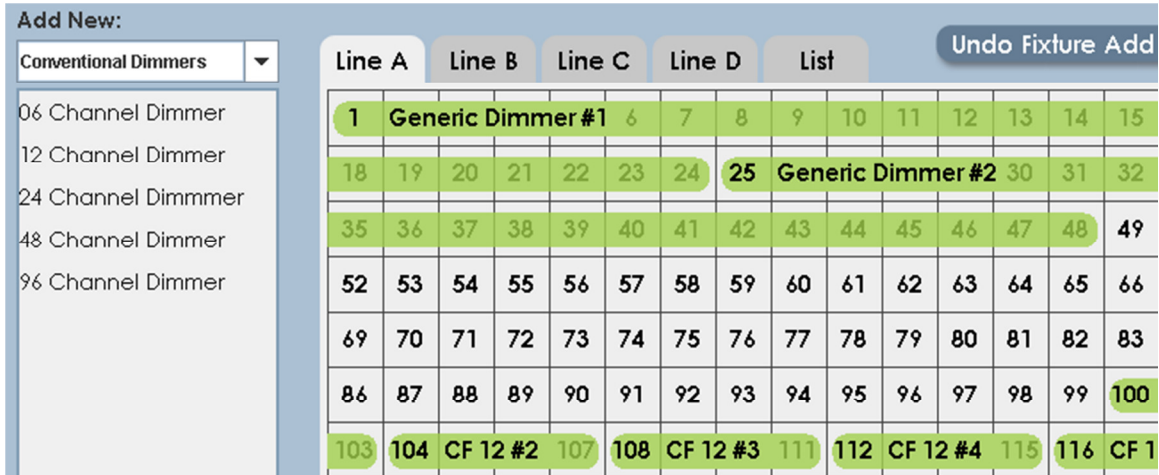 Add New:
Conventional Dimmers
06 Channel Dimmer
12 Channel Dimmer
24 Channel Dimmmer
48 Channel Dimmer
96 Channel Dimmer
Line A Line B Line C Line D List Undo Fixture Add
1 Generic Dimmer #1 6 7 8 9 10 11 12 13 14 15
18 19 20 21 22 23 24 25 Generic Dimmer #2 30 31 32
35 36 37 38 39 40 41 42 43 44 45 46 47 48 49
52 53 54 55 56 57 58 59 60 61 62 63 64 65 66
69 70 71 72 73 74 75 76 77 78 79 80 81 82 83
86 87 88 89 90 91 92 93 94 95 96 97 98 99 100
103 104 CF 12 #2 107 108 CF 12 #3 111 112 CF 12 #4 115 116 CF 1